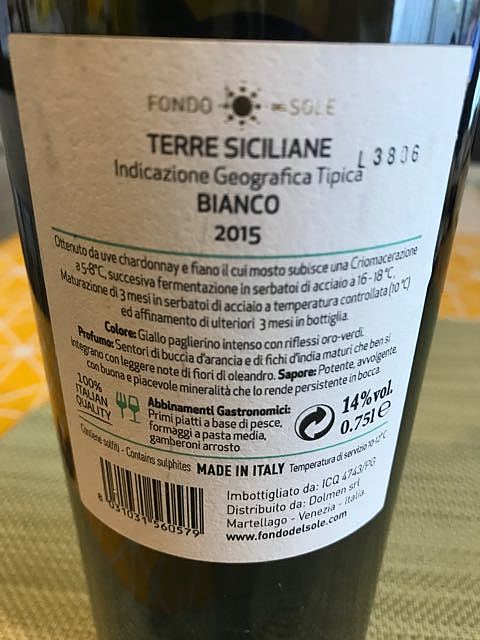 FONDO DEL SOLE
TERRE SICILIANE
Indicazione Geografica Tipica
L3806
BIANCO
2015
Ottenuto da uve chardonnay e fiano il cui mosto subisce una Criomacerazione
a 5-8°C, succesiva fermentazione in serbatoi di acciaio a 16-18 °C.
Maturazione di 3 mesi in serbatoi di acciaio a temperatura controllata (10 °C)
ed affinamento di ulteriori 3 mesi in bottiglia.
Colore: Giallo paglierino intenso con riflessi oro-verdi.
Profumo: Sentori di buccia d'arancia e di fichi d'india maturi che ben si
integrano con leggere note di fiori di oleandro. Sapore: Potente, avvolgente,
con buona e piacevole mineralità che lo rende persistente in bocca.
100%
ITALIAN
QUALITY
Abbinamenti Gastronomici:
Primi piatti a base di pesce,
formaggi a pasta media,
gamberoni arrosto
14% vol.
0.75l e
Contiene solfiti - Contains sulphites MADE IN ITALY Temperatura di servizio 10-12°C
8 031031 560579
Imbottigliato da: ICQ 4743/PG
Distribuito da: Dolmen srl
Martellago - Venezia - Italia
www.fondodelsole.com